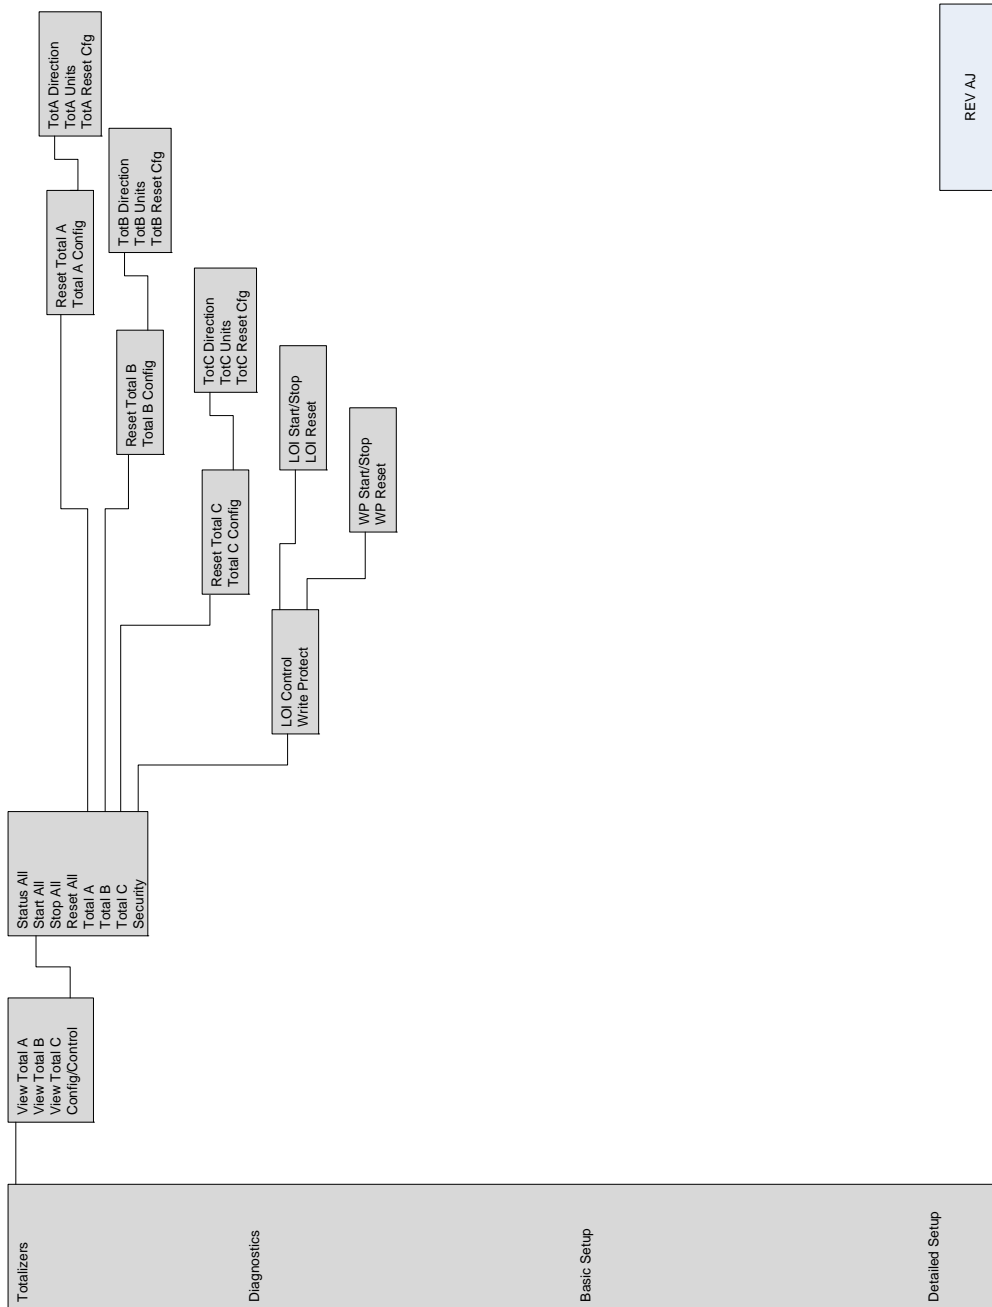 Totalizers
Diagnostics
Basic Setup
Detailed Setup
View Total A
View Total B
View Total C
Config/Control
Status All
Start All
Stop All
Reset All
Total A
Total B
Total C
Security
LOI Control
Write Protect
Reset Total C
Total C Config
Reset Total B
Total B Config
Reset Total A
Total A Config
WP Start/Stop
WP Reset
LOI Start/Stop
LOI Reset
TotC Direction
TotC Units
TotC Reset Cfg
TotB Direction
TotB Units
TotB Reset Cfg
TotA Direction
TotA Units
TotA Reset Cfg
REV AJ